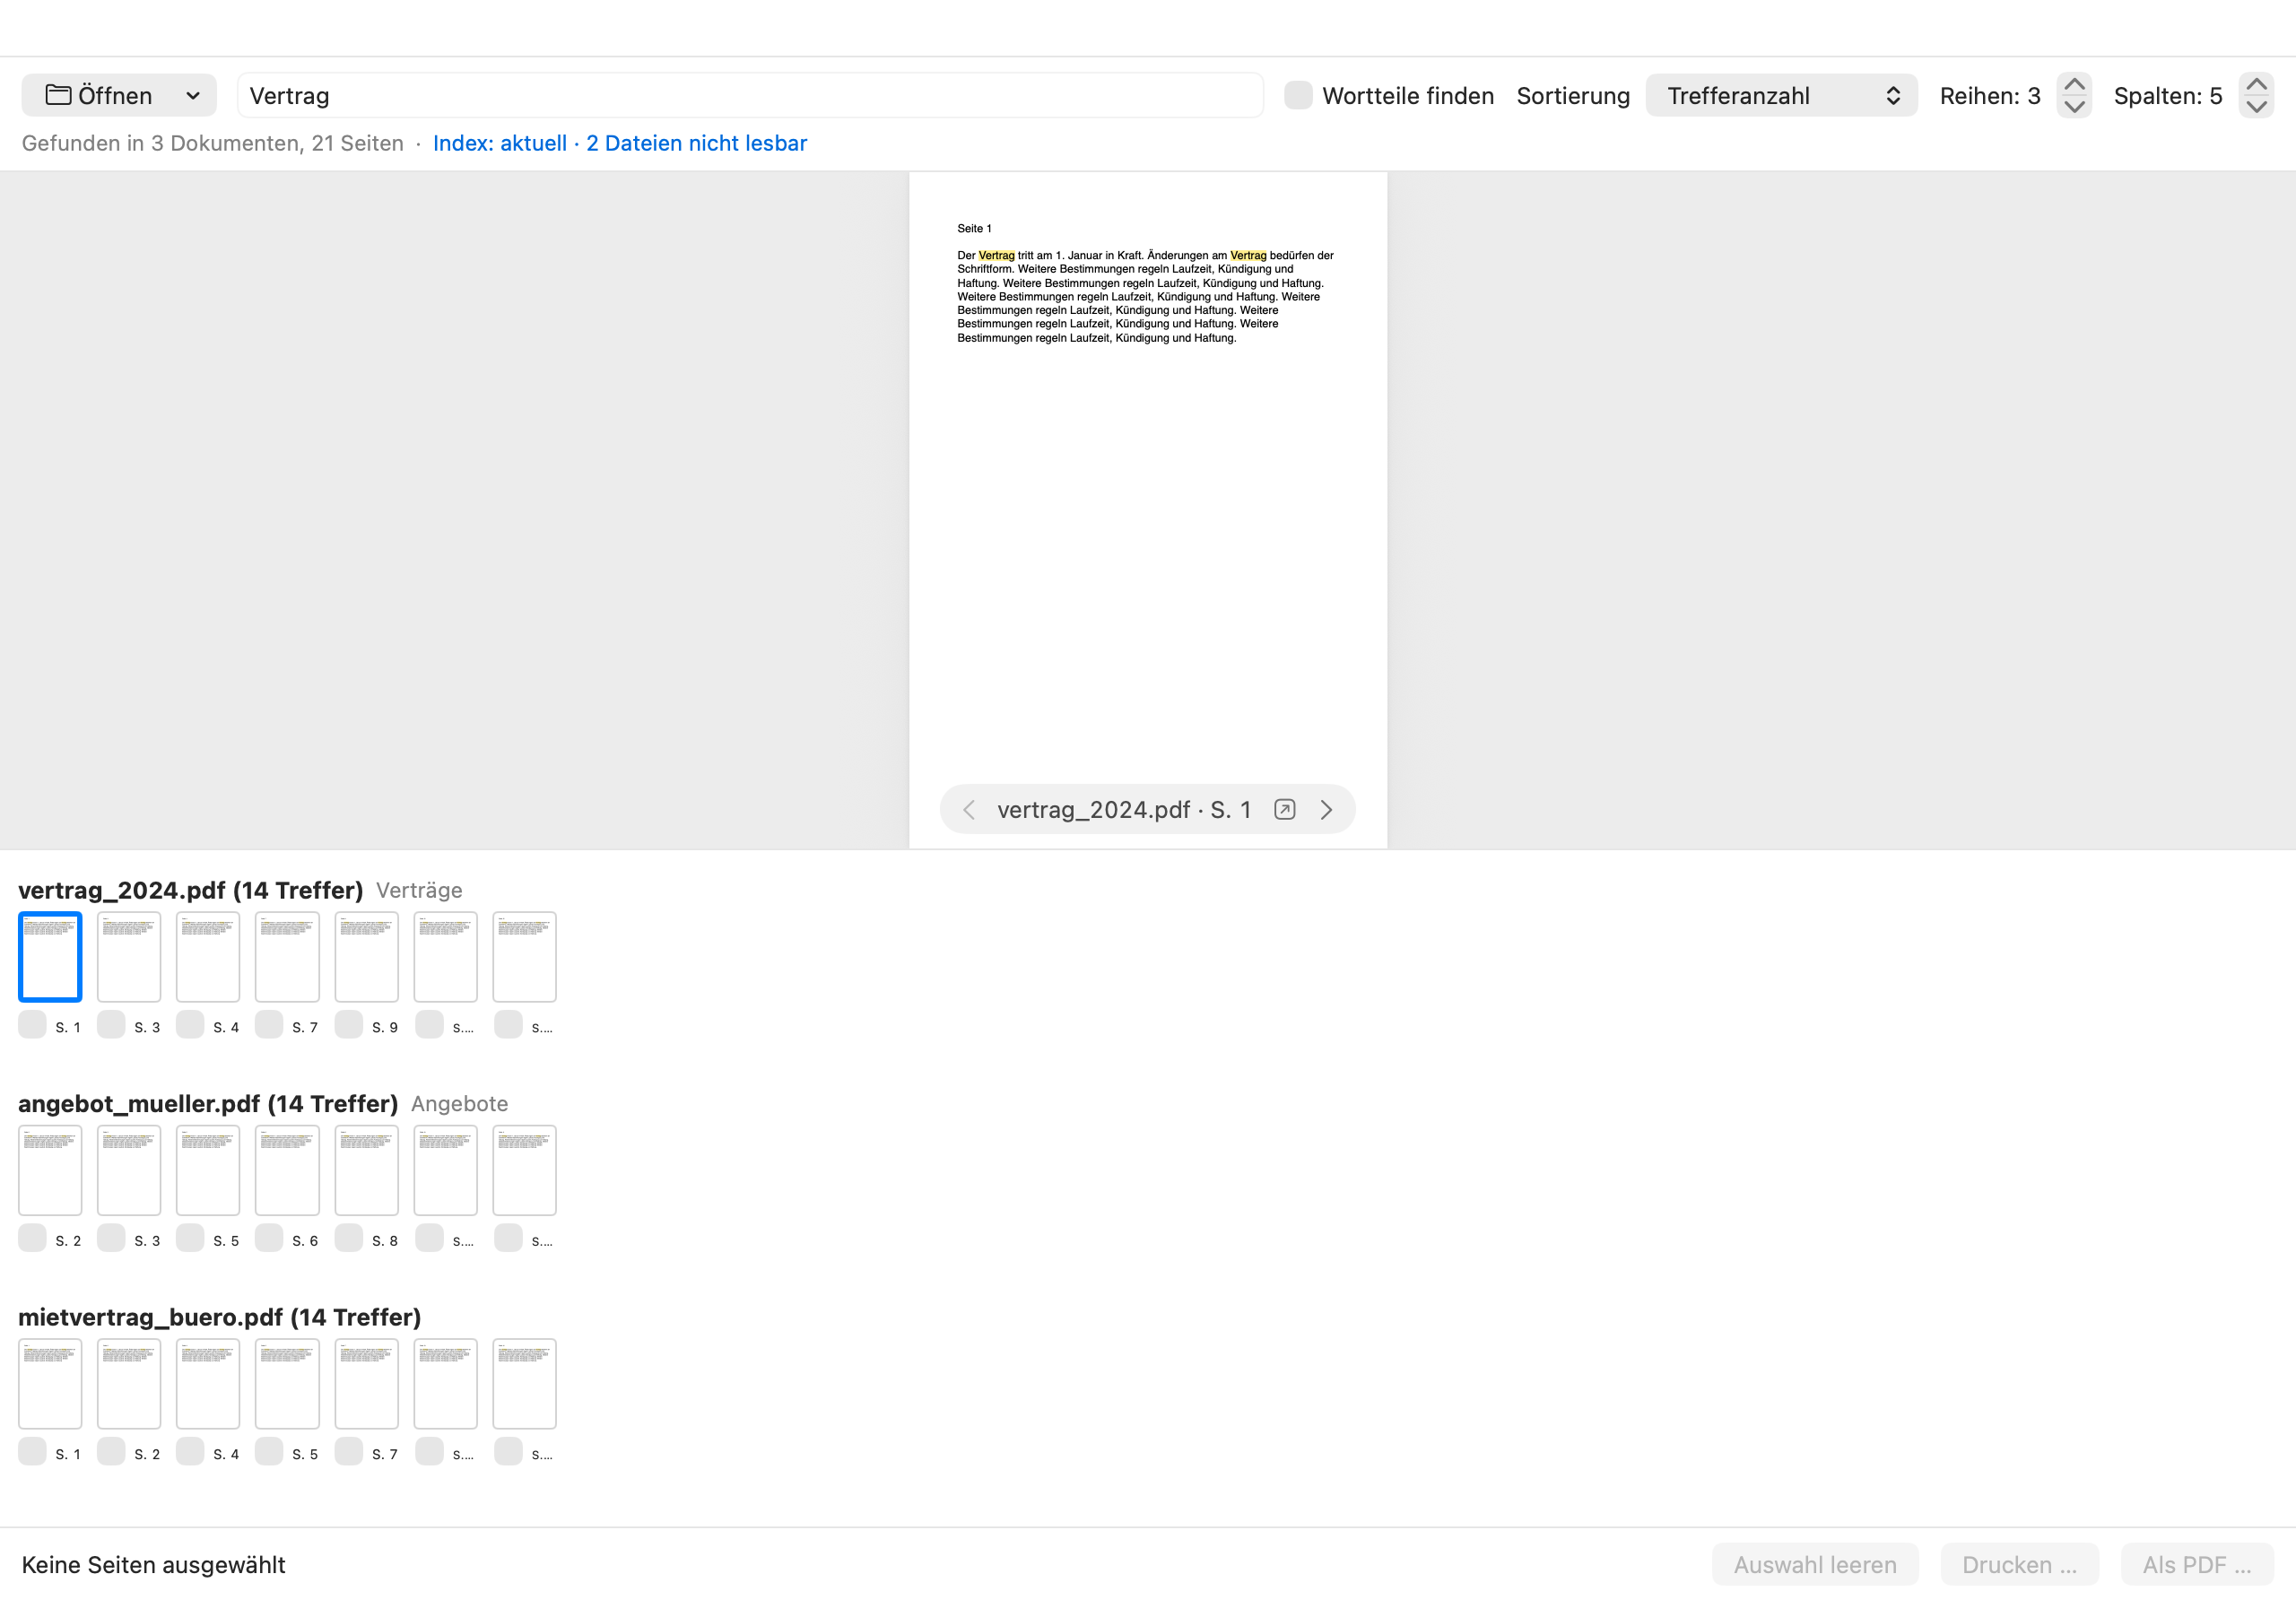 Öffnen
Vertrag
Wortteile finden
Sortierung
Trefferanzahl
Reihen: 3
Spalten: 5
Gefunden in 3 Dokumenten, 21 Seiten · Index: aktuell · 2 Dateien nicht lesbar
Seite 1
Der Vertrag tritt am 1. Januar in Kraft. Änderungen am Vertrag bedürfen der
Schriftform. Weitere Bestimmungen regeln Laufzeit, Kündigung und
Haftung. Weitere Bestimmungen regeln Laufzeit, Kündigung und Haftung.
Weitere Bestimmungen regeln Laufzeit, Kündigung und Haftung. Weitere
Bestimmungen regeln Laufzeit, Kündigung und Haftung. Weitere
Bestimmungen regeln Laufzeit, Kündigung und Haftung. Weitere
Bestimmungen regeln Laufzeit, Kündigung und Haftung.
vertrag_2024.pdf · S. 1
vertrag_2024.pdf (14 Treffer) Verträge
S. 1 S. 3 S. 4 S. 7 S. 9 S.... S....
angebot_mueller.pdf (14 Treffer) Angebote
S. 2 S. 3 S. 5 S. 6 S. 8 S.... S....
mietvertrag_buero.pdf (14 Treffer)
S. 1 S. 2 S. 4 S. 5 S. 7 S.... S....
Keine Seiten ausgewählt
Auswahl leeren
Drucken ...
Als PDF ...